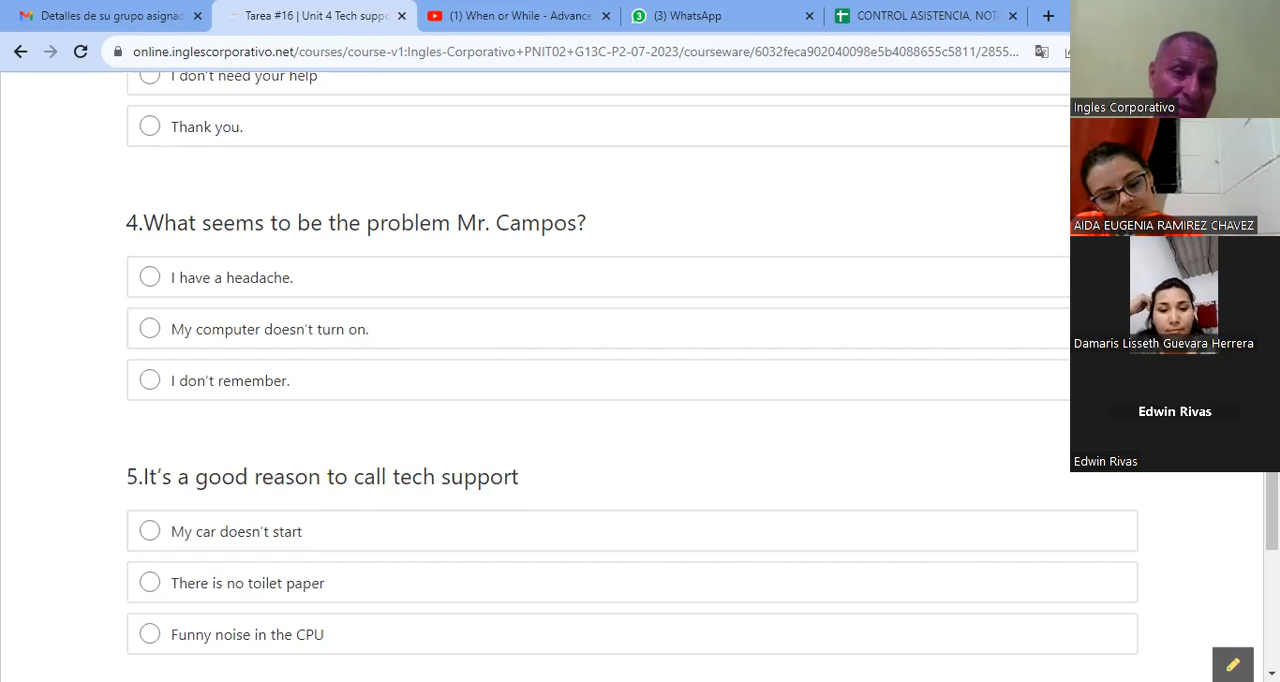 Detalles de su grupo asignad
Tarea #16 | Unit 4 Tech suppo
(1) When or While - Advance
(3) WhatsApp
CONTROL ASISTENCIA, NOT
online.inglescorporativo.net/courses/course-v1:Ingles-Corporativo+PNIT02+G13C-P2-07-2023/courseware/6032feca902040098e5b4088655c5811/2855...
I don't need your help
Thank you.
4.What seems to be the problem Mr. Campos?
I have a headache.
My computer doesn't turn on.
I don't remember.
5.It's a good reason to call tech support
My car doesn't start
There is no toilet paper
Funny noise in the CPU
Ingles Corporativo
AIDA EUGENIA RAMIREZ CHAVEZ
Damaris Lisseth Guevara Herrera
Edwin Rivas
Edwin Rivas